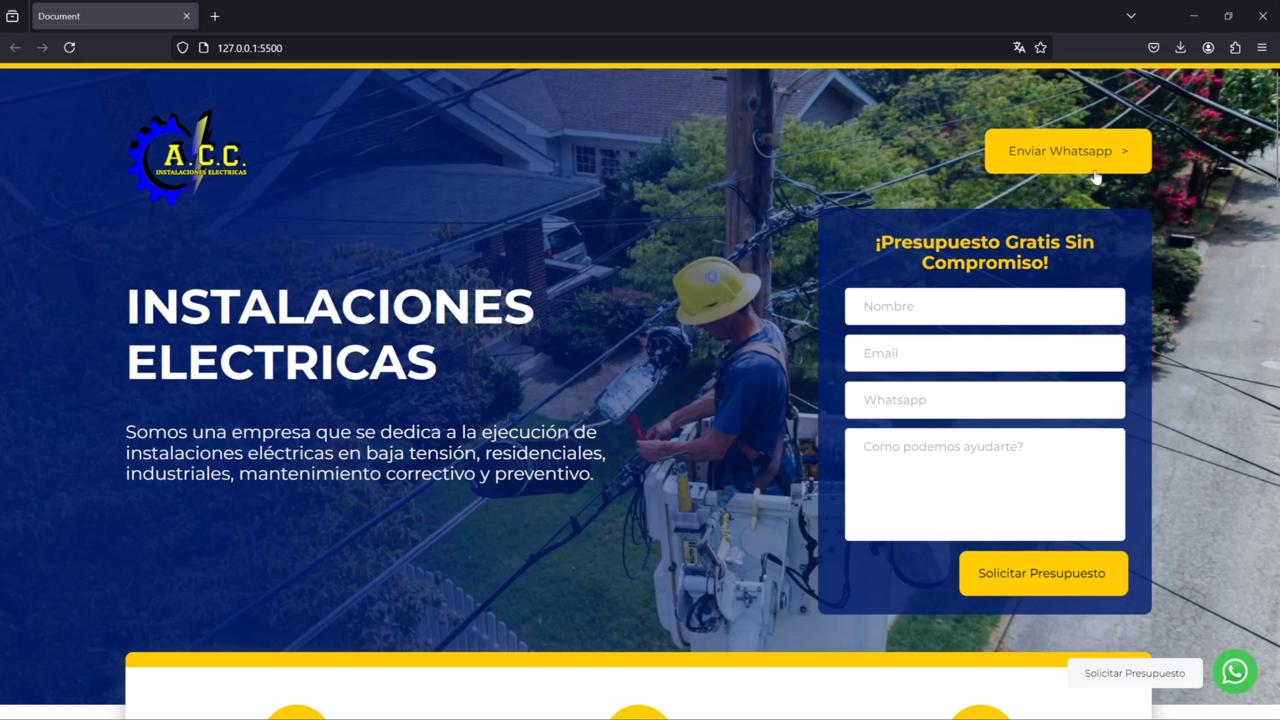 Document
127.0.0.1:5500
A.C.C.
INSTALACIONES ELECTRICAS
Enviar Whatsapp >
INSTALACIONES
ELECTRICAS
Somos una empresa que se dedica a la ejecución de
instalaciones eléctricas en baja tensión, residenciales,
industriales, mantenimiento correctivo y preventivo.
¡Presupuesto Gratis Sin
Compromiso!
Nombre
Email
Whatsapp
Como podemos ayudarte?
Solicitar Presupuesto
Solicitar Presupuesto